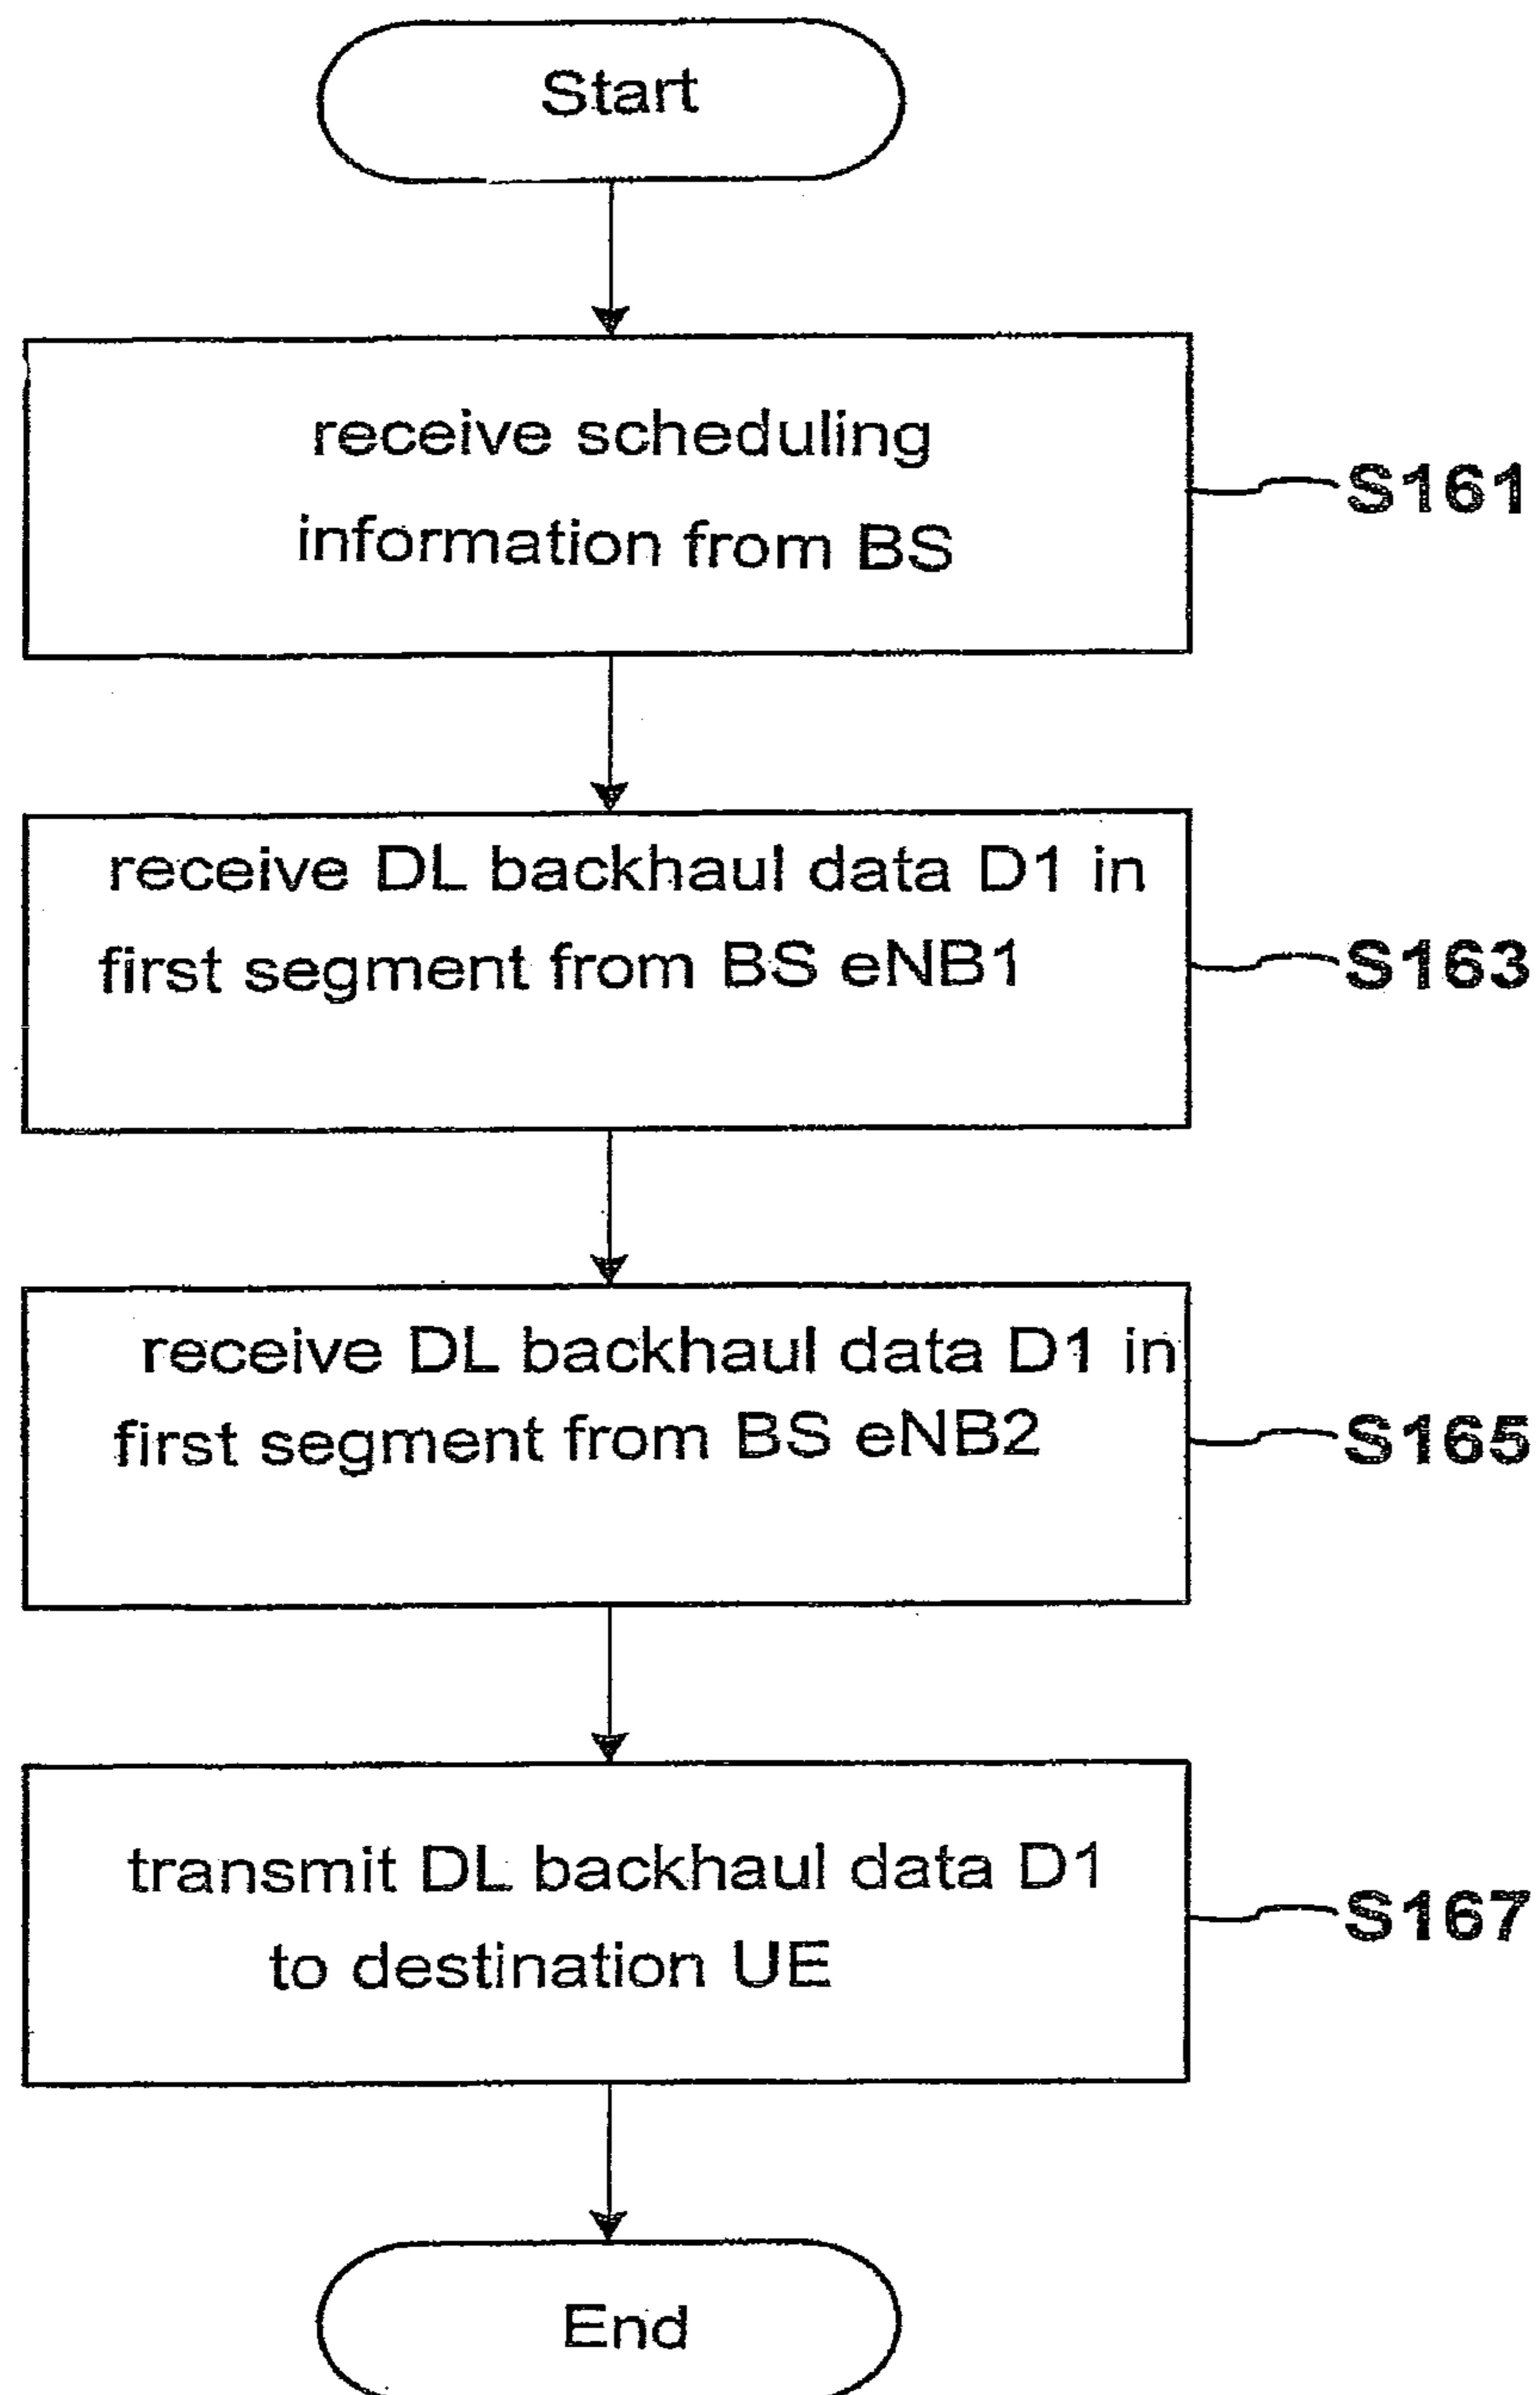 Start
receive scheduling
information from BS
S161
receive DL backhaul data D1 in
first segment from BS eNB1
S163
receive DL backhaul data D1 in
first segment from BS eNB2
S165
transmit DL backhaul data D1
to destination UE
S167
End